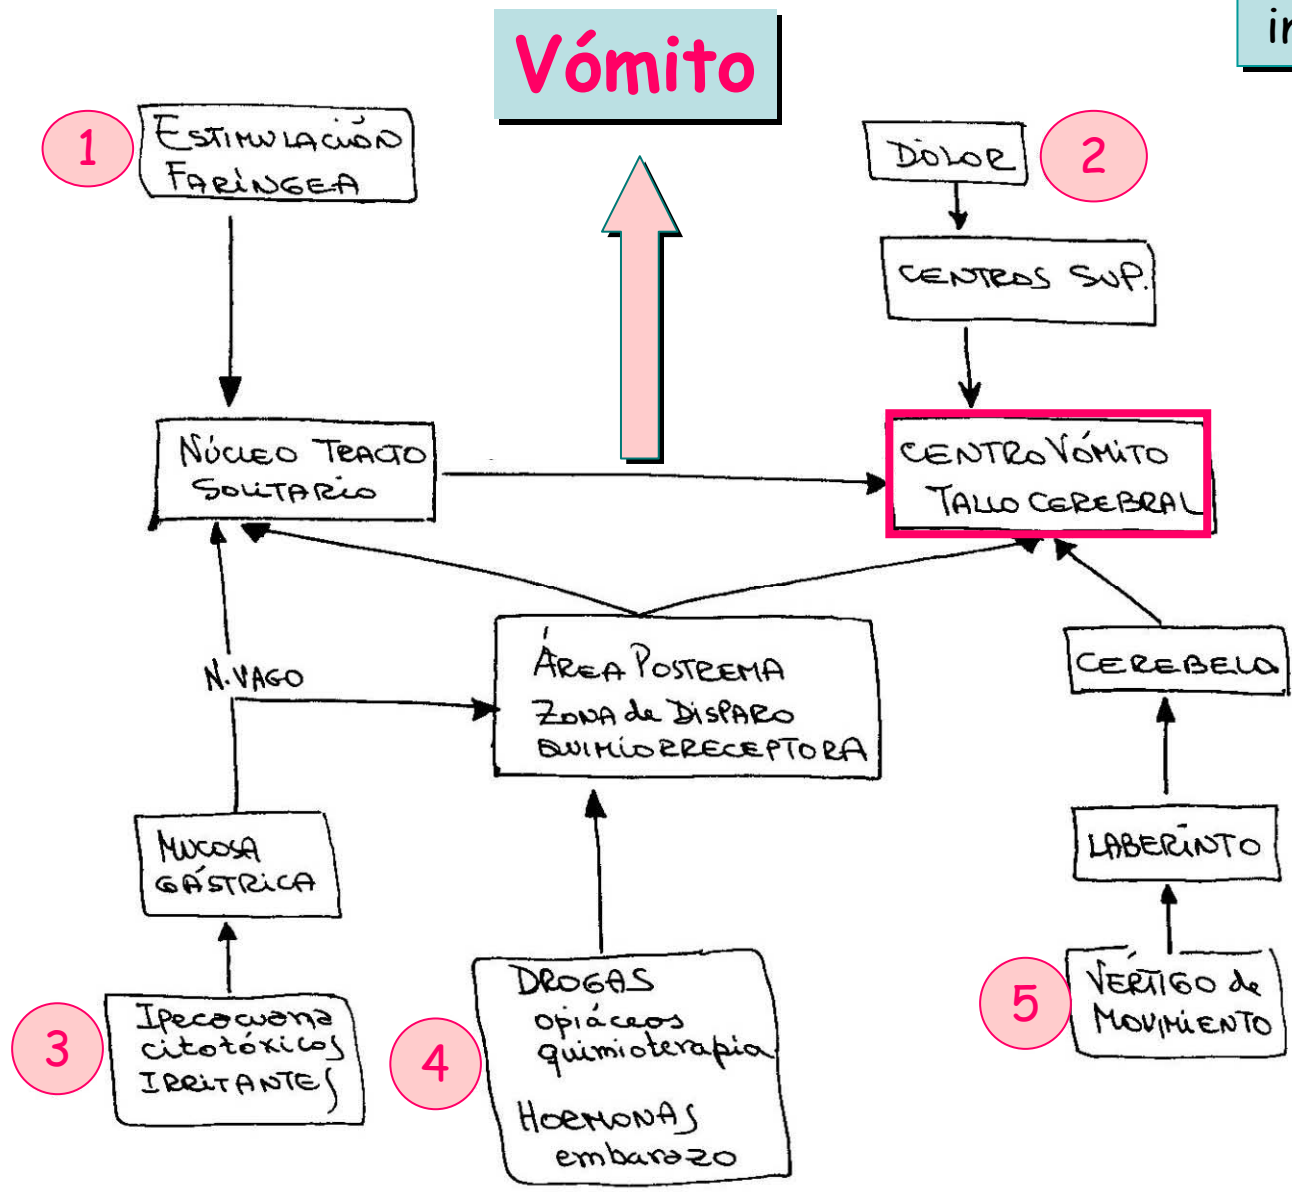 Vómito
1
ESTIMULACIÓN
FARÍNGEA
DOLOR
2
CENTROS SUP.
NÚCLEO TRACTO
SOLITARIO
CENTRO VÓMITO
TALLO CEREBRAL
N. VAGO
ÁREA POSTREMA
ZONA de DISPARO
QUIMIORRECEPTORA
CEREBELO
MUCOSA
GÁSTRICA
LABERINTO
3
Ipecacuana
citotóxicos
IRRITANTES
4
DROGAS
opiáceos
quimioterapia
HORMONAS
embarazo
5
VÉRTIGO de
MOVIMIENTO